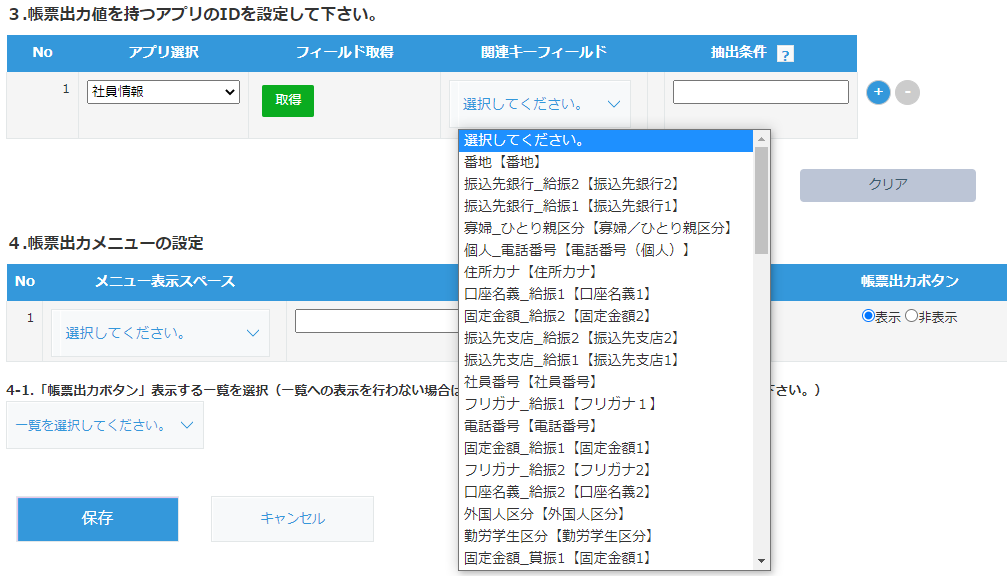 ３.帳票出力値を持つアプリのIDを設定して下さい。
No アプリ選択 フィールド取得 関連キーフィールド 抽出条件 ?
1 社員情報 取得 選択してください。 + -
選択してください。
番地【番地】
振込先銀行_給振2【振込先銀行2】
振込先銀行_給振1【振込先銀行1】
寡婦_ひとり親区分【寡婦／ひとり親区分】
個人_電話番号【電話番号（個人）】
住所カナ【住所カナ】
口座名義_給振1【口座名義1】
固定金額_給振2【固定金額2】
振込先支店_給振2【振込先支店2】
振込先支店_給振1【振込先支店1】
社員番号【社員番号】
フリガナ_給振1【フリガナ１】
電話番号【電話番号】
固定金額_給振1【固定金額1】
フリガナ_給振2【フリガナ2】
口座名義_給振2【口座名義2】
外国人区分【外国人区分】
勤労学生区分【勤労学生区分】
固定金額_賞振1【固定金額1】
クリア
４.帳票出力メニューの設定
No メニュー表示スペース 帳票出力ボタン
1 選択してください。 表示 非表示
4-1.「帳票出力ボタン」表示する一覧を選択（一覧への表示を行わない場合は 下さい。）
一覧を選択してください。
保存 キャンセル